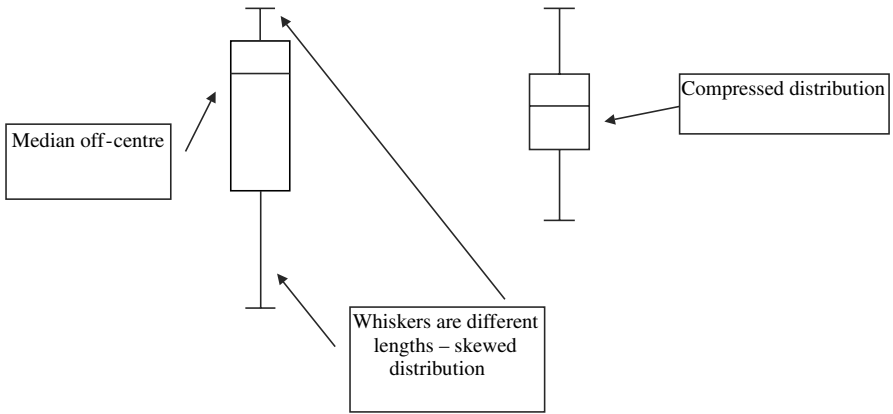 Compressed distribution
Median off-centre
Whiskers are different
lengths – skewed
distribution